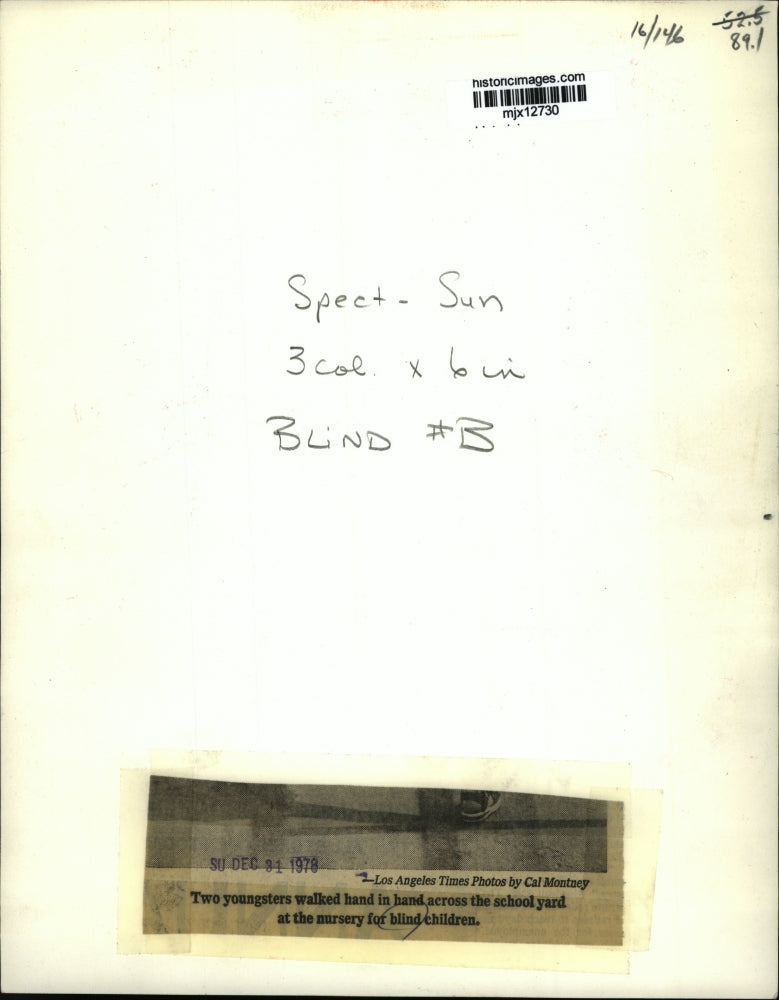 16/146
52.5
89.1
historicimages.com
mjx12730
Spect - Sun
3 col. x 6 in
BLIND #B
SU DEC 31 1978
—Los Angeles Times Photos by Cal Montney
Two youngsters walked hand in hand across the school yard
at the nursery for blind children.